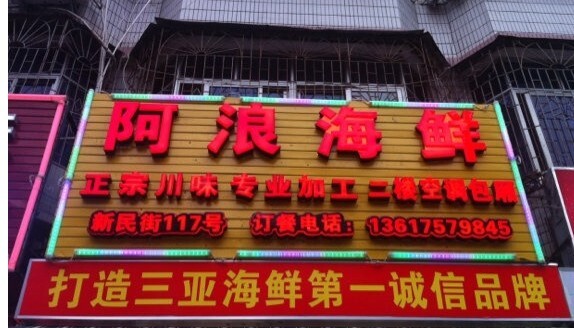 阿浪海鲜
正宗川味 专业加工 二楼空调包厢
新民街117号 订餐电话：13617579845
打造三亚海鲜第一诚信品牌